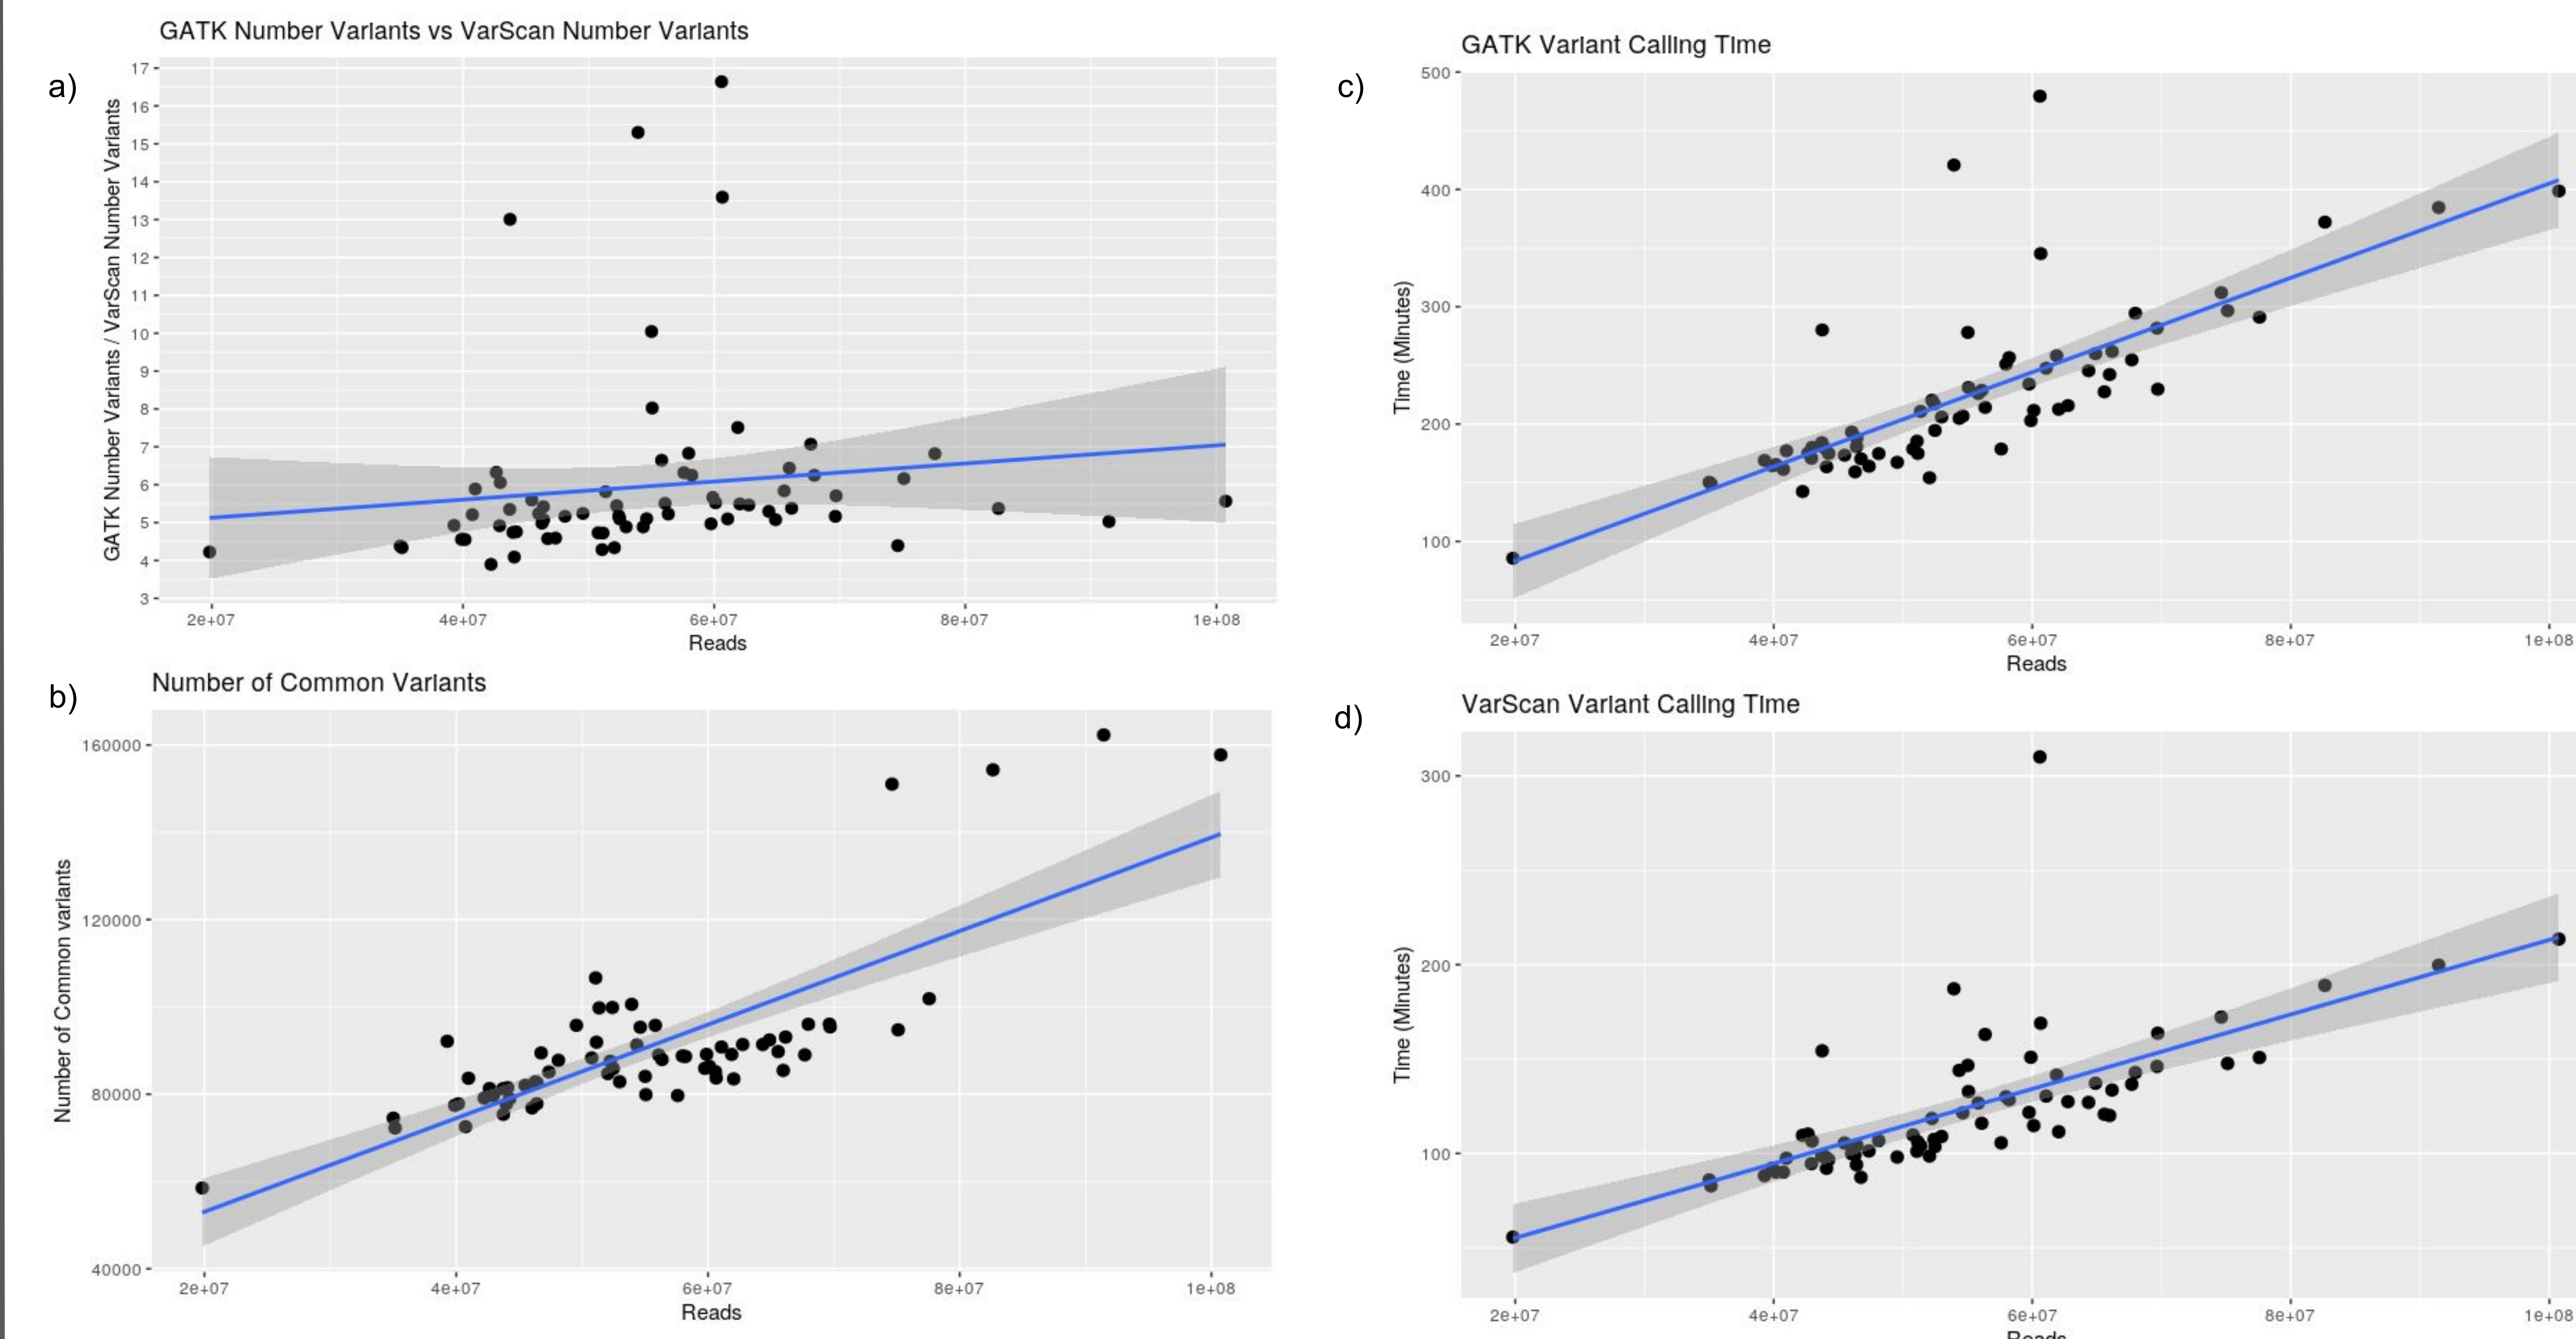 a)
GATK Number Variants vs VarScan Number Variants
GATK Number Variants / VarScan Number Variants
17
16
15
14
13
12
11
10
9
8
7
6
5
4
3
2e+07 4e+07 6e+07 8e+07 1e+08
Reads
b)
Number of Common Variants
Number of Common variants
160000
120000
80000
40000
2e+07 4e+07 6e+07 8e+07 1e+08
Reads
c)
GATK Variant Calling Time
Time (Minutes)
500
400
300
200
100
2e+07 4e+07 6e+07 8e+07 1e+08
Reads
d)
VarScan Variant Calling Time
Time (Minutes)
300
200
100
2e+07 4e+07 6e+07 8e+07 1e+08
Reads